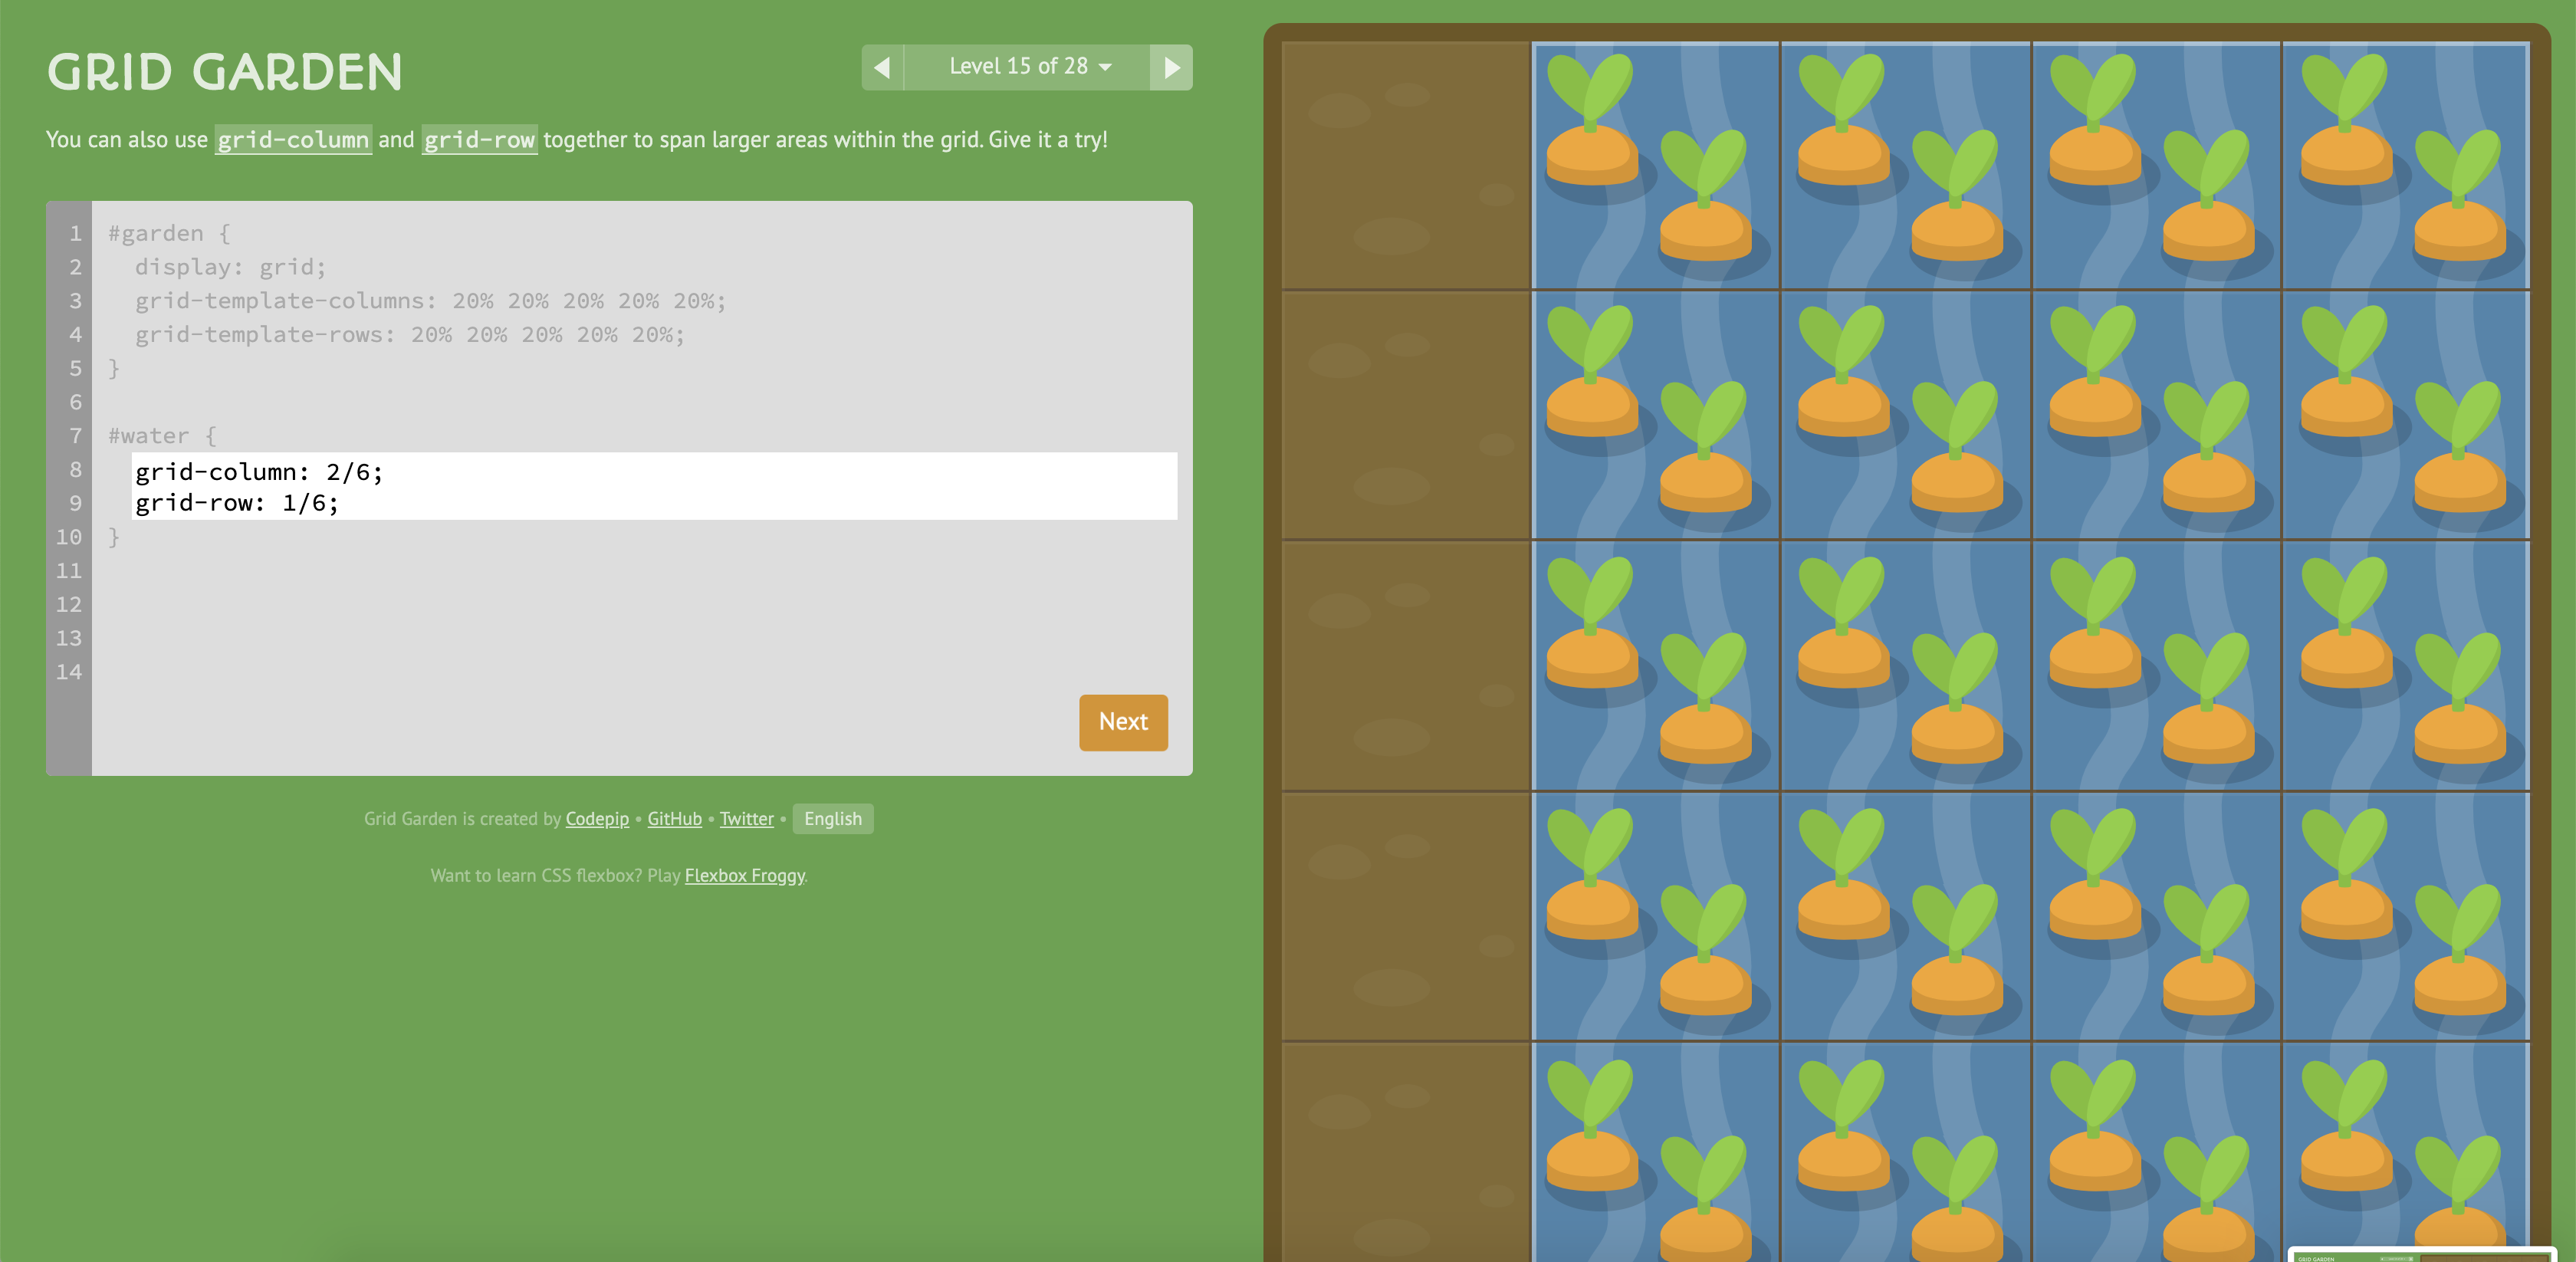 GRID GARDEN
Level 15 of 28
You can also use grid-column and grid-row together to span larger areas within the grid. Give it a try!
1 #garden {
2 display: grid;
3 grid-template-columns: 20% 20% 20% 20% 20%;
4 grid-template-rows: 20% 20% 20% 20% 20%;
5 }
6
7 #water {
8 grid-column: 2/6;
9 grid-row: 1/6;
10 }
11
12
13
14
Next
Grid Garden is created by Codepip • GitHub • Twitter • English
Want to learn CSS flexbox? Play Flexbox Froggy.
GRID GARDEN